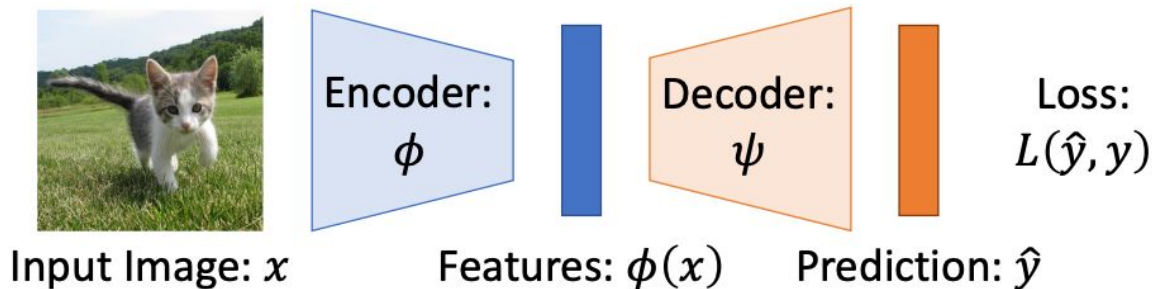 Encoder:
ϕ
Decoder:
ψ
Loss:
L(ŷ, y)
Input Image: x
Features: ϕ(x)
Prediction: ŷ